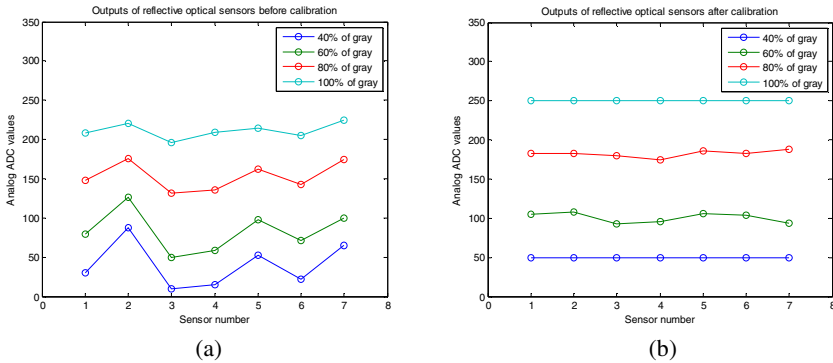 Outputs of reflective optical sensors before calibration
350
300
250
200
150
100
50
0
Analog ADC values
40% of gray
60% of gray
80% of gray
100% of gray
0 1 2 3 4 5 6 7 8
Sensor number
(a)
Outputs of reflective optical sensors after calibration
350
300
250
200
150
100
50
0
Analog ADC values
40% of gray
60% of gray
80% of gray
100% of gray
0 1 2 3 4 5 6 7 8
Sensor number
(b)